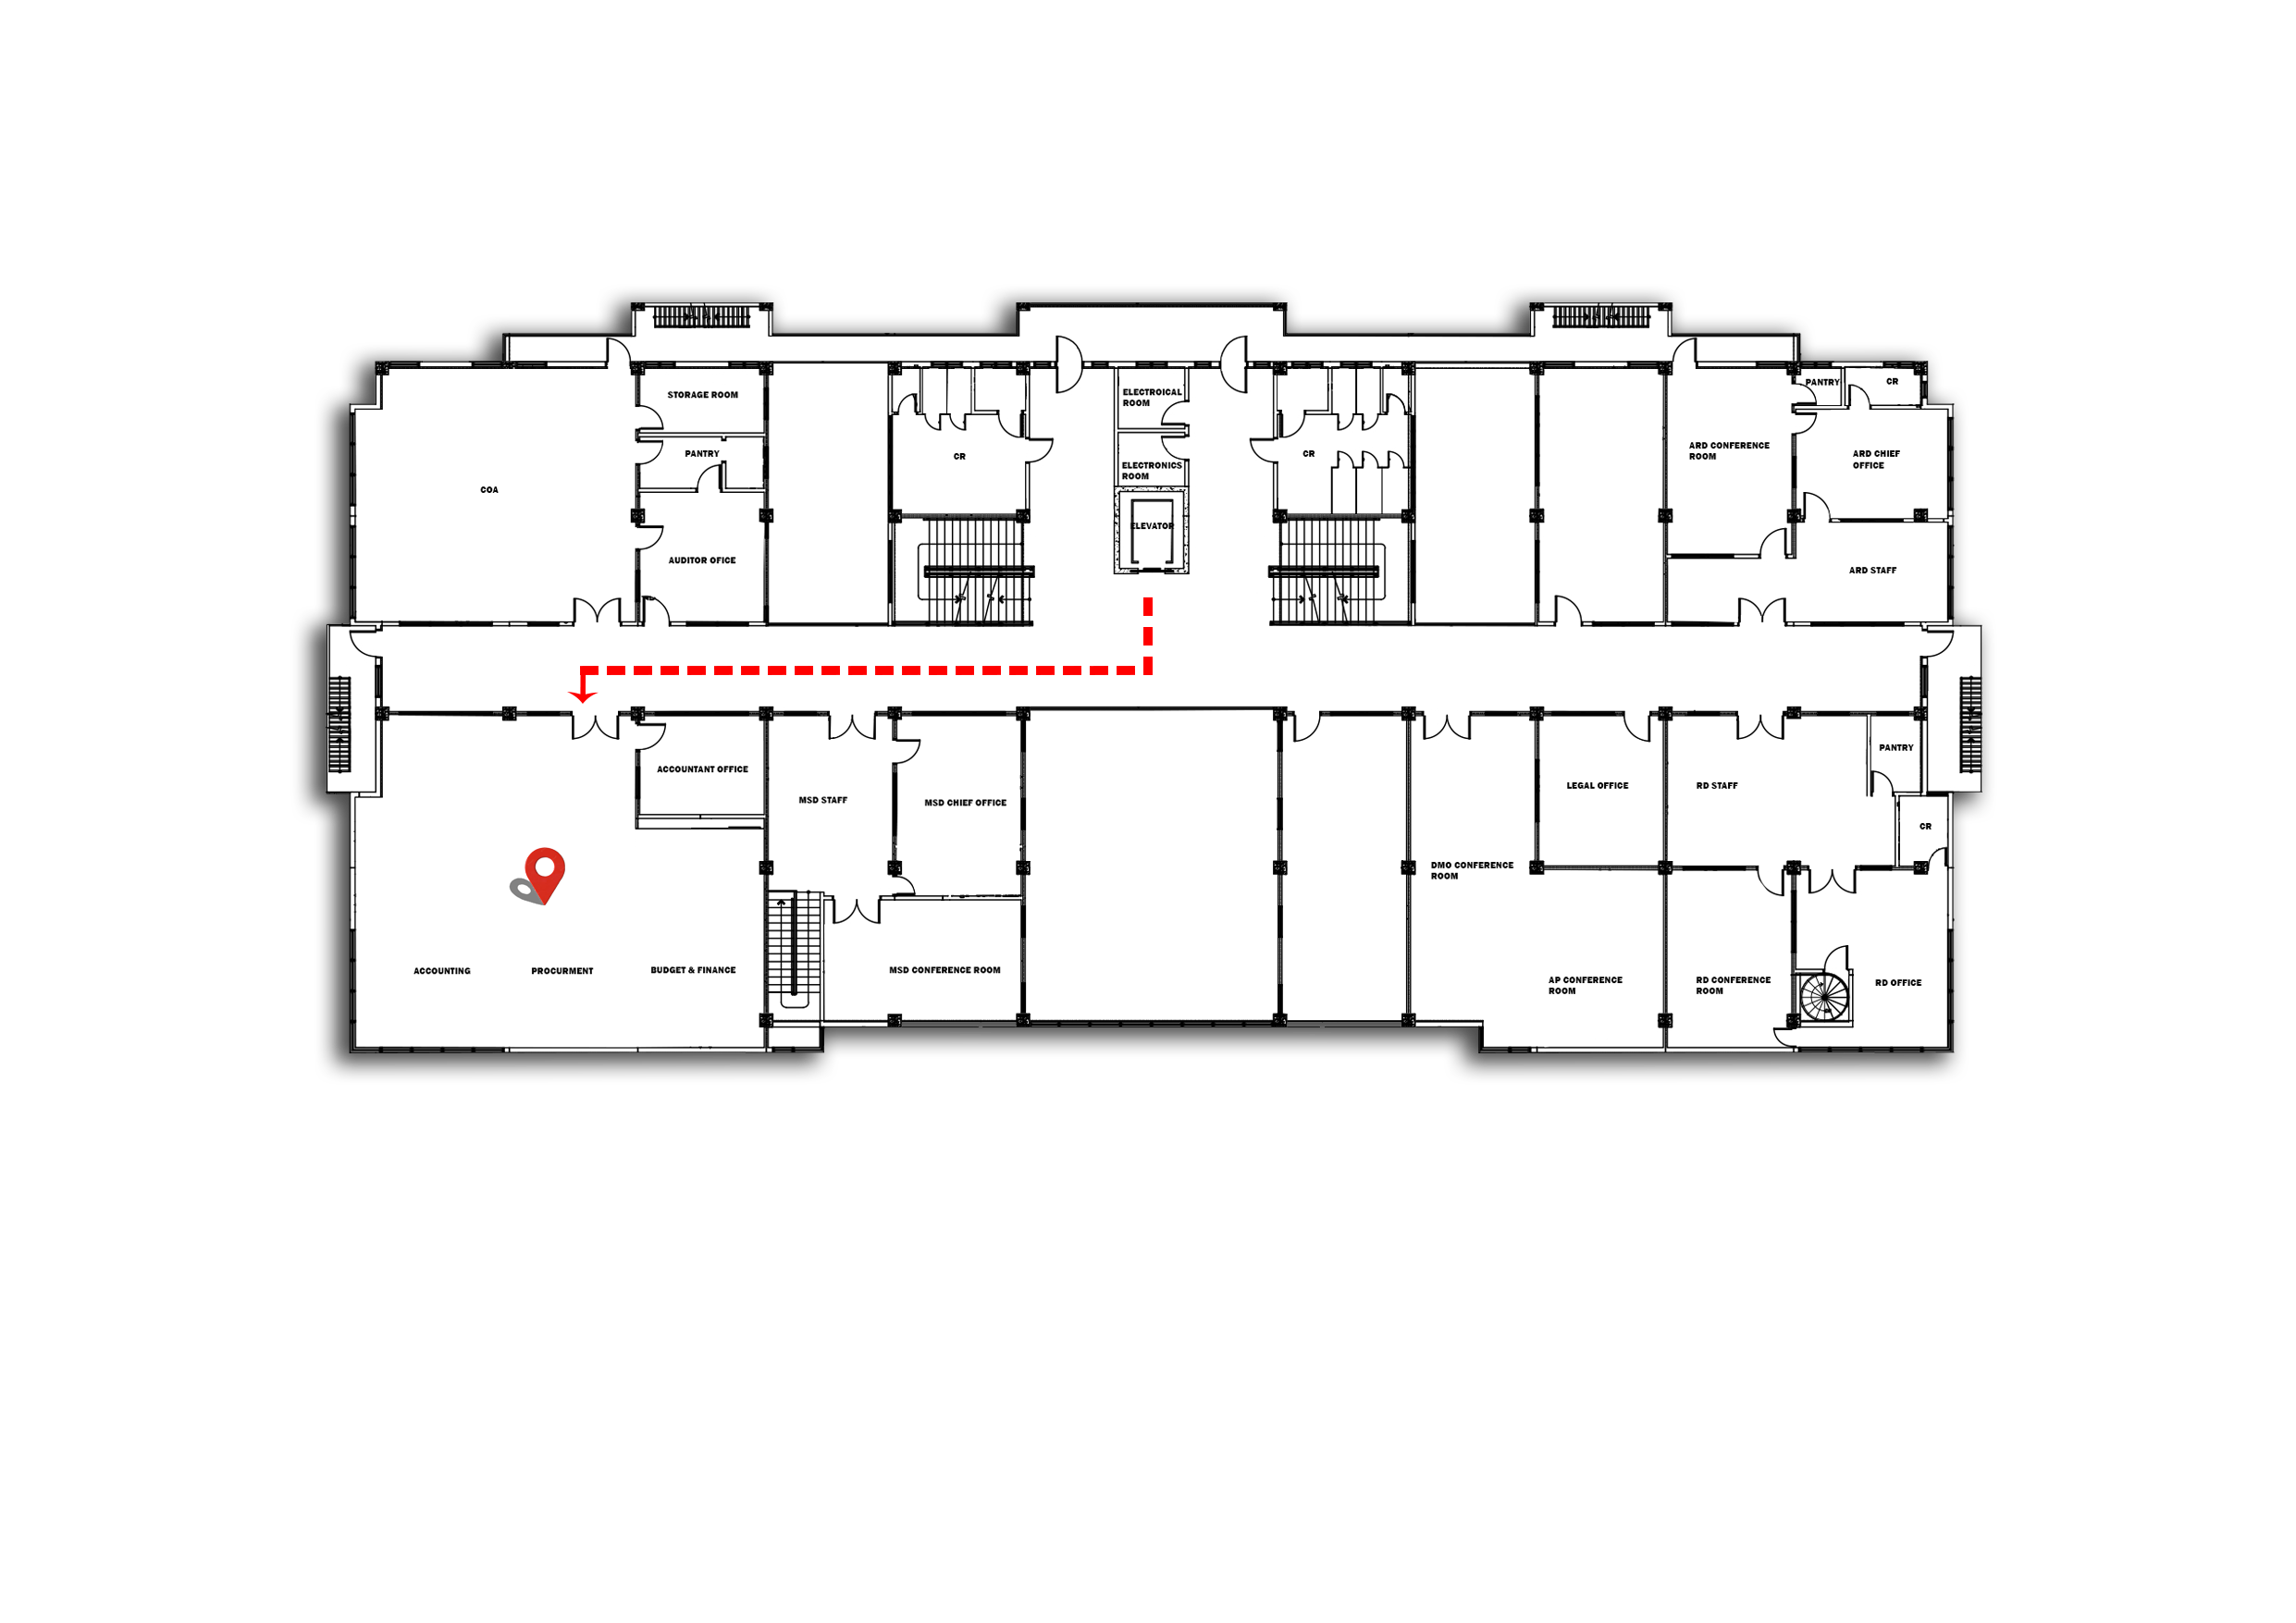 STORAGE ROOM
PANTRY
COA
AUDITOR OFICE
CR
ELECTROICAL
ROOM
ELECTRONICS
ROOM
ELEVATOR
CR
ARD CONFERENCE
ROOM
PANTRY
CR
ARD CHIEF
OFFICE
ARD STAFF
ACCOUNTANT OFFICE
MSD STAFF
MSD CHIEF OFFICE
LEGAL OFFICE
RD STAFF
PANTRY
CR
DMO CONFERENCE
ROOM
ACCOUNTING
PROCURMENT
BUDGET & FINANCE
MSD CONFERENCE ROOM
AP CONFERENCE
ROOM
RD CONFERENCE
ROOM
RD OFFICE